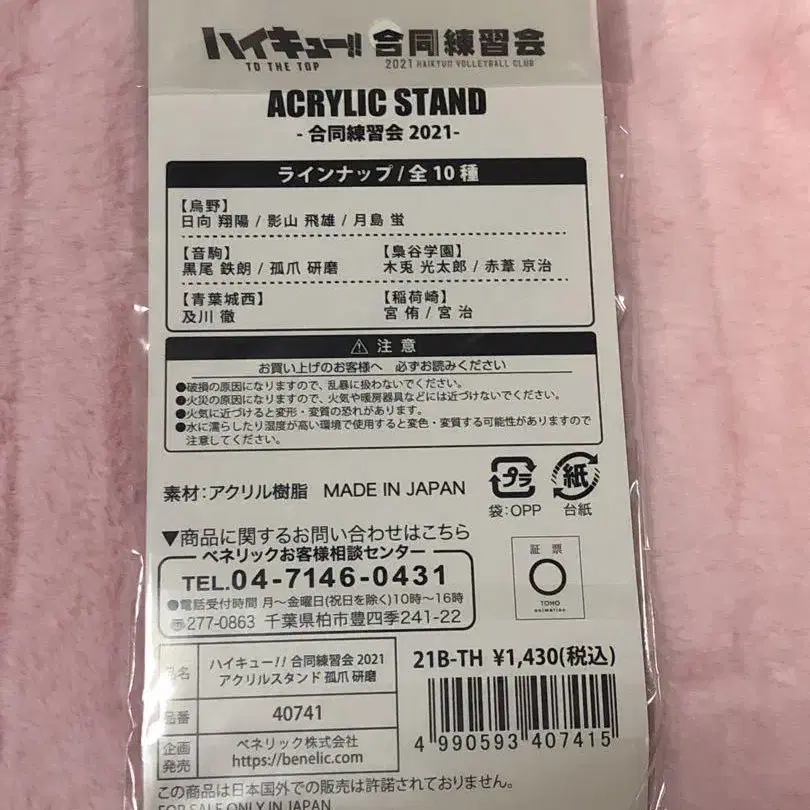 ハイキュー!! 合同練習会
TO THE TOP 2021 HAIKYUU VOLLEYBALL CLUB
ACRYLIC STAND
- 合同練習会 2021-
ラインナップ/全10種
【烏野】
日向 翔陽 / 影山 飛雄 / 月島 蛍
【音駒】 【梟谷学園】
黒尾 鉄朗 / 孤爪 研磨 木兎 光太郎 / 赤葦 京治
【青葉城西】 【稲荷崎】
及川 徹 宮 侑 / 宮 治
⚠ 注 意
お買い上げのお客様へ 必ずお読みください
●破損の原因になりますので、乱暴に扱わないでください。
●火災の原因になりますので、火気や暖房器具などには近づけないでください。
●火気に近づけると変形・変質の恐れがあります。
●水に濡らしたり湿度が高い環境で使用すると変色・変質する可能性がありますので
注意してください。
素材:アクリル樹脂 MADE IN JAPAN
プラ 紙
袋:OPP 台紙
▼商品に関するお問い合わせはこちら
ベネリックお客様相談センター
TEL.04-7146-0431
●電話受付時間 月〜金曜日(祝日を除く)10時〜16時
〠277-0863 千葉県柏市豊四季241-22
証票
TOHO
animation
品名 ハイキュー!! 合同練習会 2021
アクリルスタンド 孤爪 研磨
品番 40741
企画
発売
ベネリック株式会社
https://benelic.com
21B-TH ¥1,430(税込)
4 990593 407415
この商品は日本国外での販売は許諾されておりません。
FOR SALE ONLY IN JAPAN